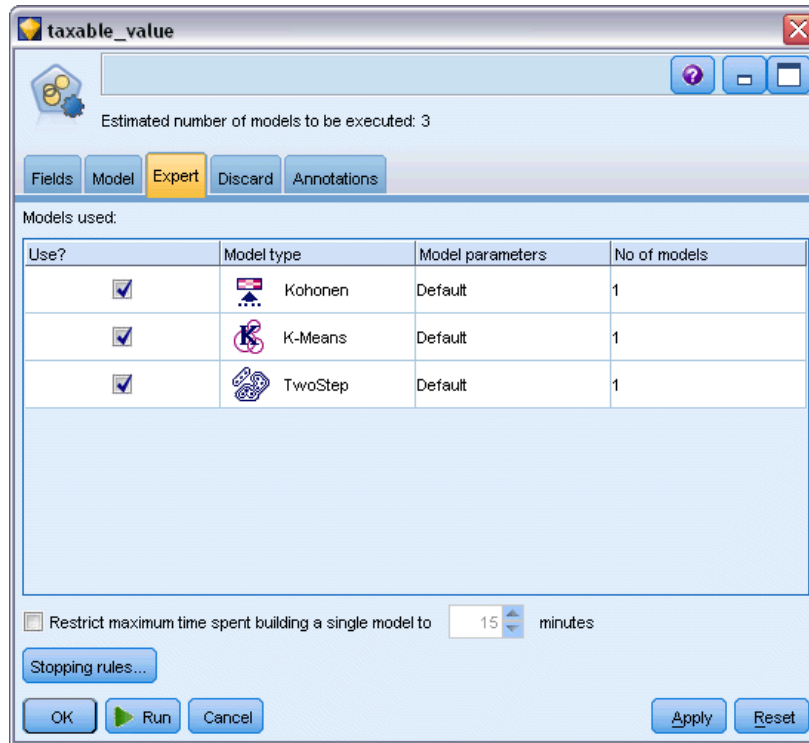 taxable_value
Estimated number of models to be executed: 3
Fields Model Expert Discard Annotations
Models used:
Use? Model type Model parameters No of models
Kohonen Default 1
K K-Means Default 1
TwoStep Default 1
Restrict maximum time spent building a single model to 15 minutes
Stopping rules...
OK Run Cancel Apply Reset